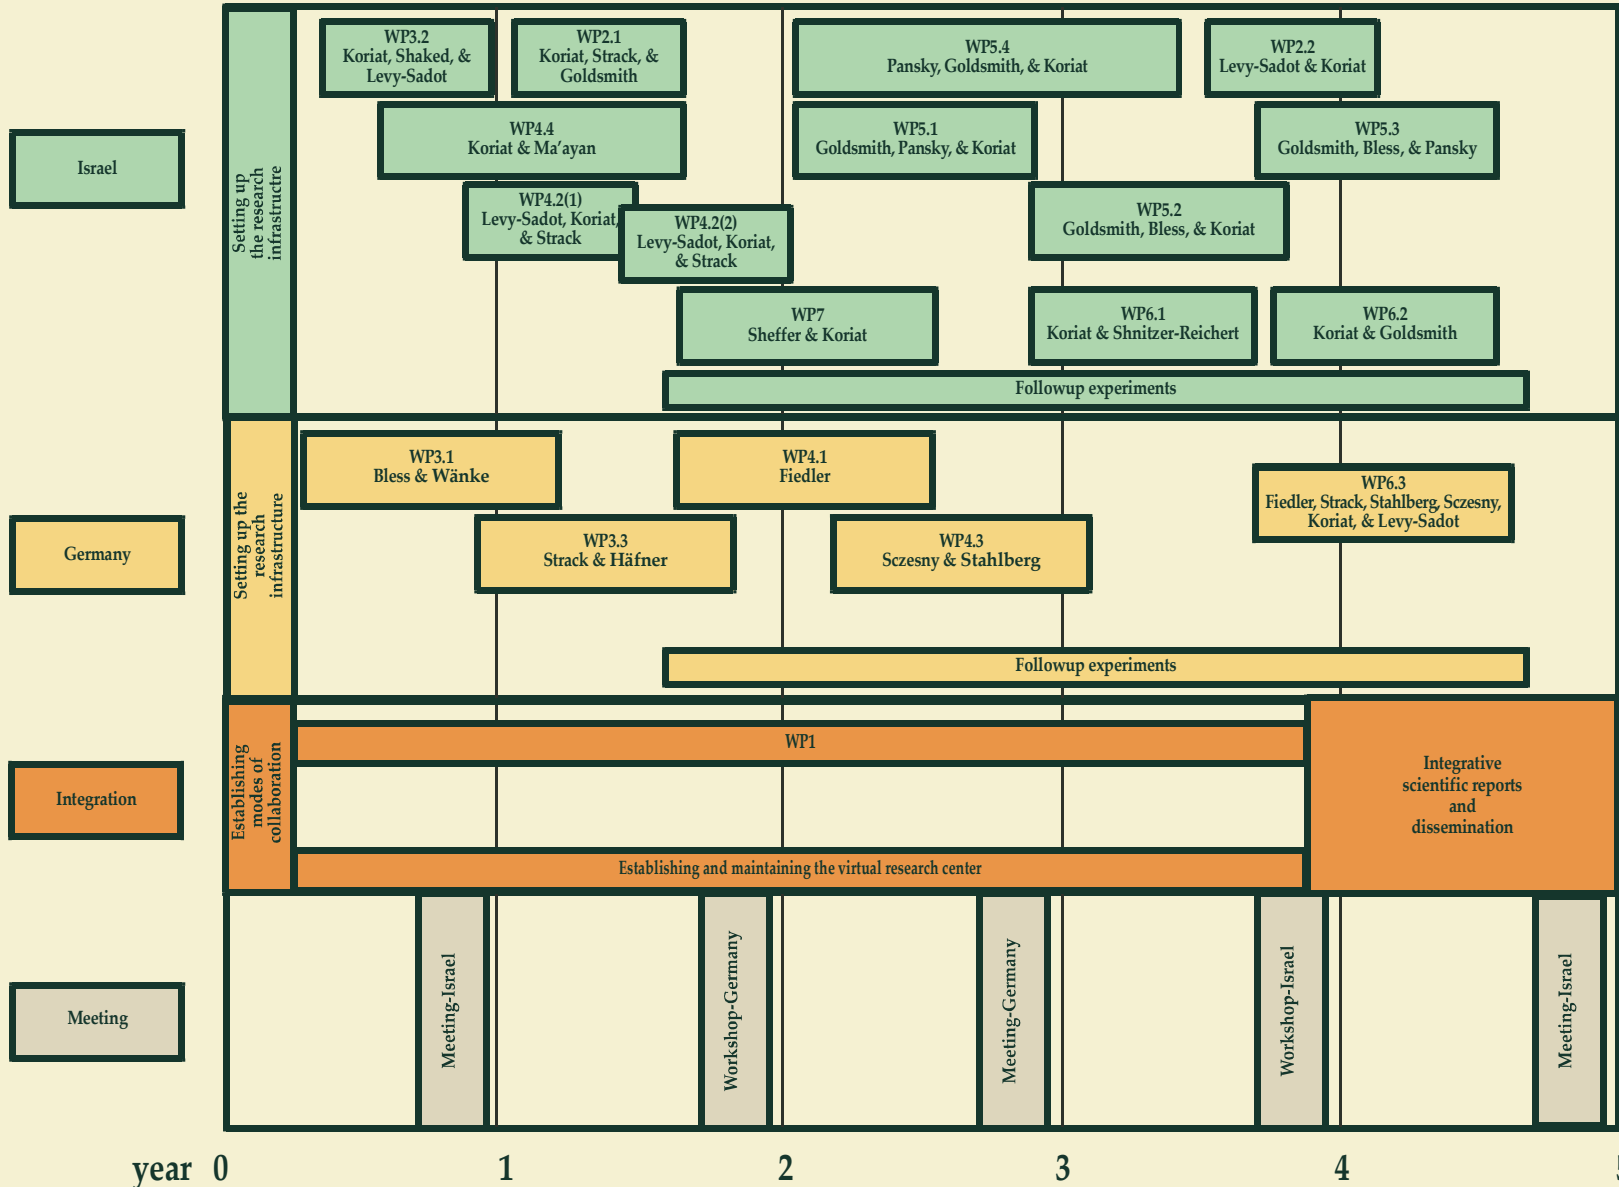 Israel
Setting up
the research
infrastructre
WP3.2
Koriat, Shaked, &
Levy-Sadot
WP2.1
Koriat, Strack, &
Goldsmith
WP5.4
Pansky, Goldsmith, & Koriat
WP2.2
Levy-Sadot & Koriat
WP4.4
Koriat & Ma’ayan
WP5.1
Goldsmith, Pansky, & Koriat
WP5.3
Goldsmith, Bless, & Pansky
WP4.2(1)
Levy-Sadot, Koriat,
& Strack
WP4.2(2)
Levy-Sadot, Koriat,
& Strack
WP5.2
Goldsmith, Bless, & Koriat
WP7
Sheffer & Koriat
WP6.1
Koriat & Shnitzer-Reichert
WP6.2
Koriat & Goldsmith
Followup experiments
Germany
Setting up the
research
infrastructure
WP3.1
Bless & Wänke
WP4.1
Fiedler
WP6.3
Fiedler, Strack, Stahlberg, Sczesny,
Koriat, & Levy-Sadot
WP3.3
Strack & Häfner
WP4.3
Sczesny & Stahlberg
Followup experiments
Integration
Establishing
modes of
collaboration
WP1
Integrative
scientific reports
and
dissemination
Establishing and maintaining the virtual research center
Meeting
Meeting-Israel
Workshop-Germany
Meeting-Germany
Workshop-Israel
Meeting-Israel
year 0 1 2 3 4